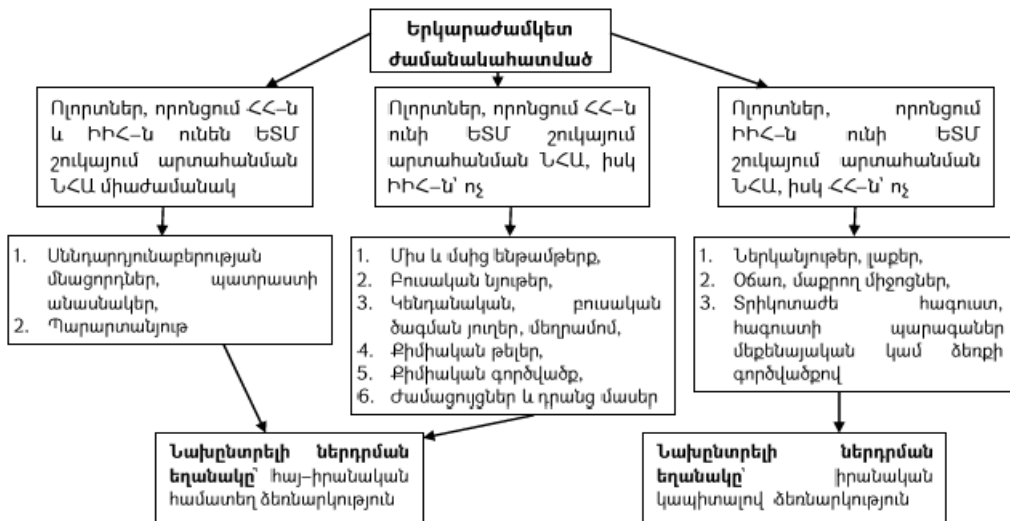 Երկարաժամկետ
ժամանակահատված
Ոլորտներ, որոնցում ՀՀ–ն
և ԻԻՀ–ն ունեն ԵՏՄ
շուկայում արտահանման
ՆՀԱ միաժամանակ
Ոլորտներ, որոնցում ՀՀ–ն
ունի ԵՏՄ շուկայում
արտահանման ՆՀԱ, իսկ
ԻԻՀ–ն՝ ոչ
Ոլորտներ, որոնցում
ԻԻՀ–ն ունի ԵՏՄ
շուկայում արտահանման
ՆՀԱ, իսկ ՀՀ–ն՝ ոչ
1. Սննդարդյունաբերության
մնացորդներ, պատրաստի
անասնակեր,
2. Պարարտանյութ
1. Միս և մսից ենթամթերք,
2. Բուսական նյութեր,
3. Կենդանական, բուսական
ծագման յուղեր, մեղրամոմ,
4. Քիմիական թելեր,
5. Քիմիական գործվածք,
6. Ժամացույցներ և դրանց մասեր
1. Ներկանյութեր, լաքեր,
2. Օճառ, մաքրող միջոցներ,
3. Տրիկոտաժե հագուստ,
հագուստի պարագաներ
մեքենայական կամ ձեռքի
գործվածքով
Նախընտրելի ներդրման
եղանակը՝ հայ–իրանական
համատեղ ձեռնարկություն
Նախընտրելի ներդրման
եղանակը՝ իրանական
կապիտալով ձեռնարկություն